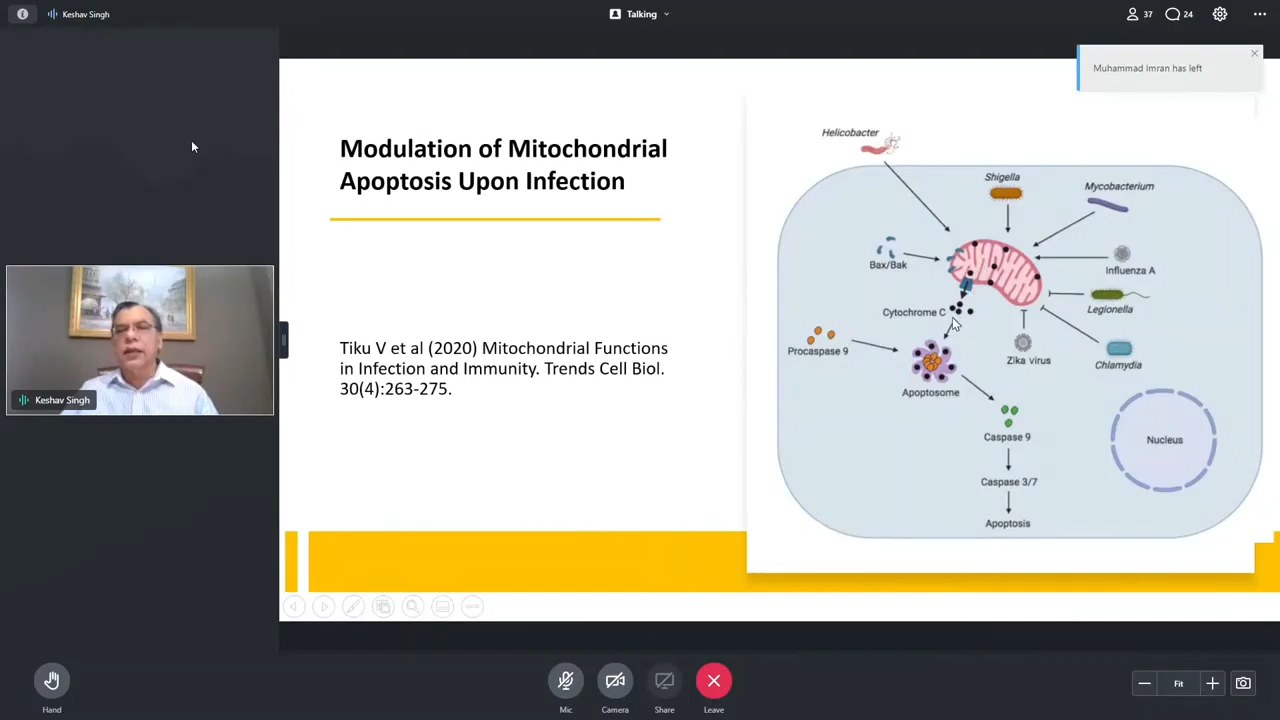 Keshav Singh
Talking
37
24
Muhammad Imran has left
Modulation of Mitochondrial
Apoptosis Upon Infection
Tiku V et al (2020) Mitochondrial Functions
in Infection and Immunity. Trends Cell Biol.
30(4):263-275.
Helicobacter
Shigella
Mycobacterium
Bax/Bak
Influenza A
Cytochrome C
Legionella
Procaspase 9
Zika virus
Chlamydia
Apoptosome
Caspase 9
Nucleus
Caspase 3/7
Apoptosis
Keshav Singh
Hand
Mic
Camera
Share
Leave
Fit